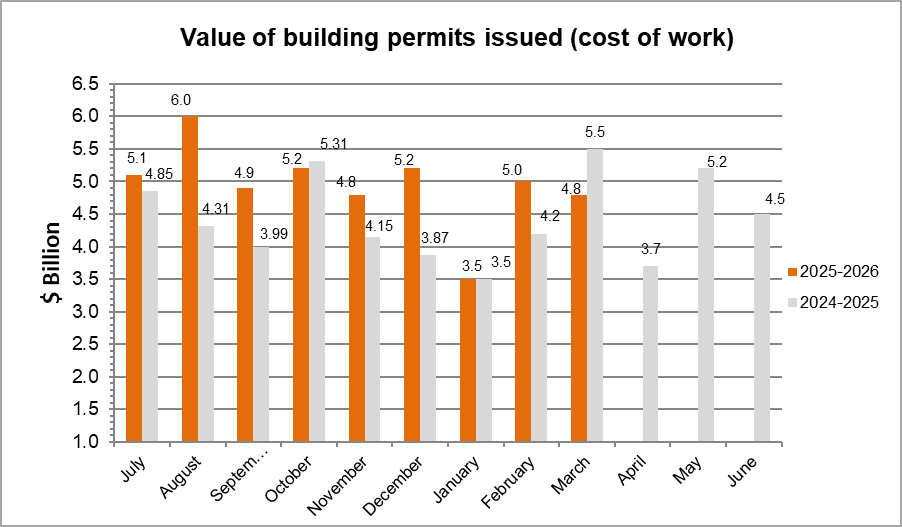 Value of building permits issued (cost of work)
$ Billion
6.5
6.0
5.5
5.0
4.5
4.0
3.5
3.0
2.5
2.0
1.5
1.0
5.1
4.85
6.0
4.31
4.9
3.99
5.2
5.31
4.8
4.15
5.2
3.87
3.5
3.5
5.0
4.2
4.8
5.5
3.7
5.2
4.5
July
August
Septem...
October
November
December
January
February
March
April
May
June
2025-2026
2024-2025